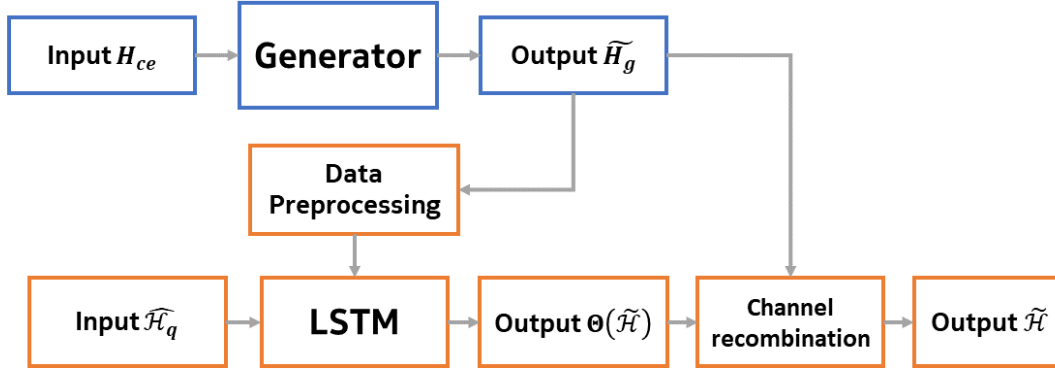 Input H_ce
Generator
Output H̃_g
Data
Preprocessing
Input ℋ̂_q
LSTM
Output Θ(ℋ̃)
Channel
recombination
Output ℋ̃